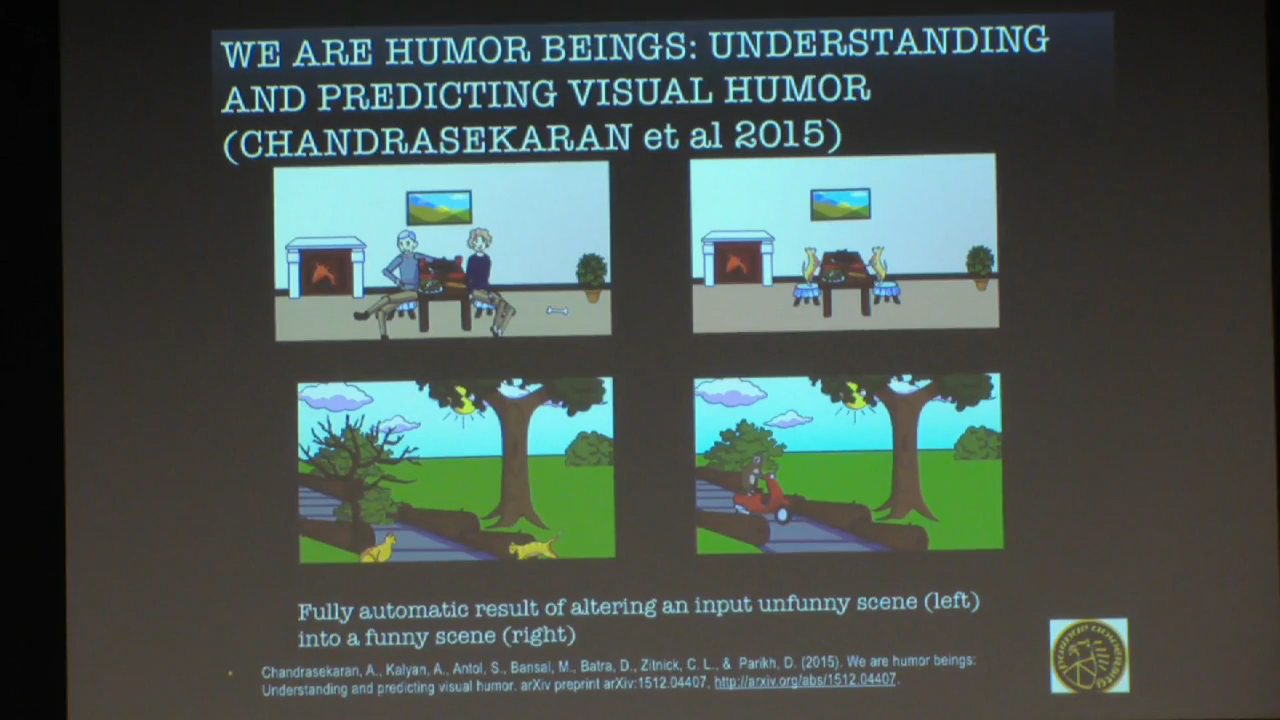 WE ARE HUMOR BEINGS: UNDERSTANDING
AND PREDICTING VISUAL HUMOR
(CHANDRASEKARAN et al 2015)
Fully automatic result of altering an input unfunny scene (left)
into a funny scene (right)
Chandrasekaran, A., Kalyan, A., Antol, S., Bansal, M., Batra, D., Zitnick, C. L., & Parikh, D. (2015). We are humor beings:
Understanding and predicting visual humor. arXiv preprint arXiv:1512.04407, http://arxiv.org/abs/1512.04407.